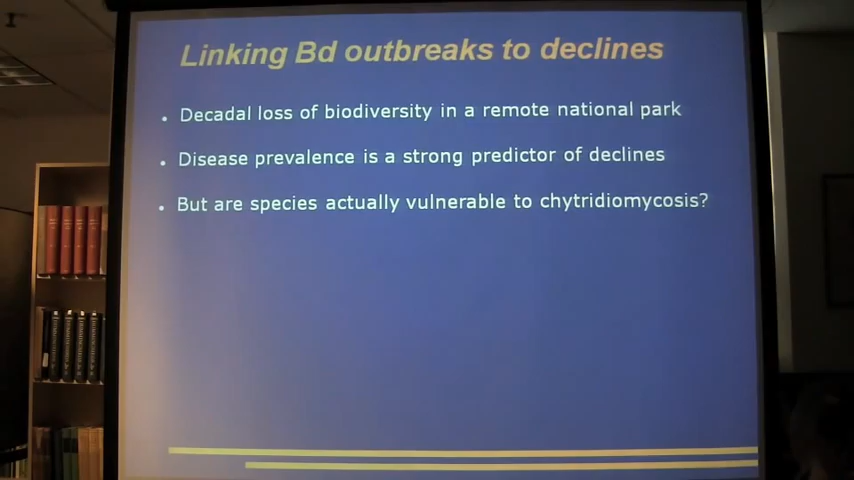 Linking Bd outbreaks to declines
• Decadal loss of biodiversity in a remote national park
• Disease prevalence is a strong predictor of declines
• But are species actually vulnerable to chytridiomycosis?